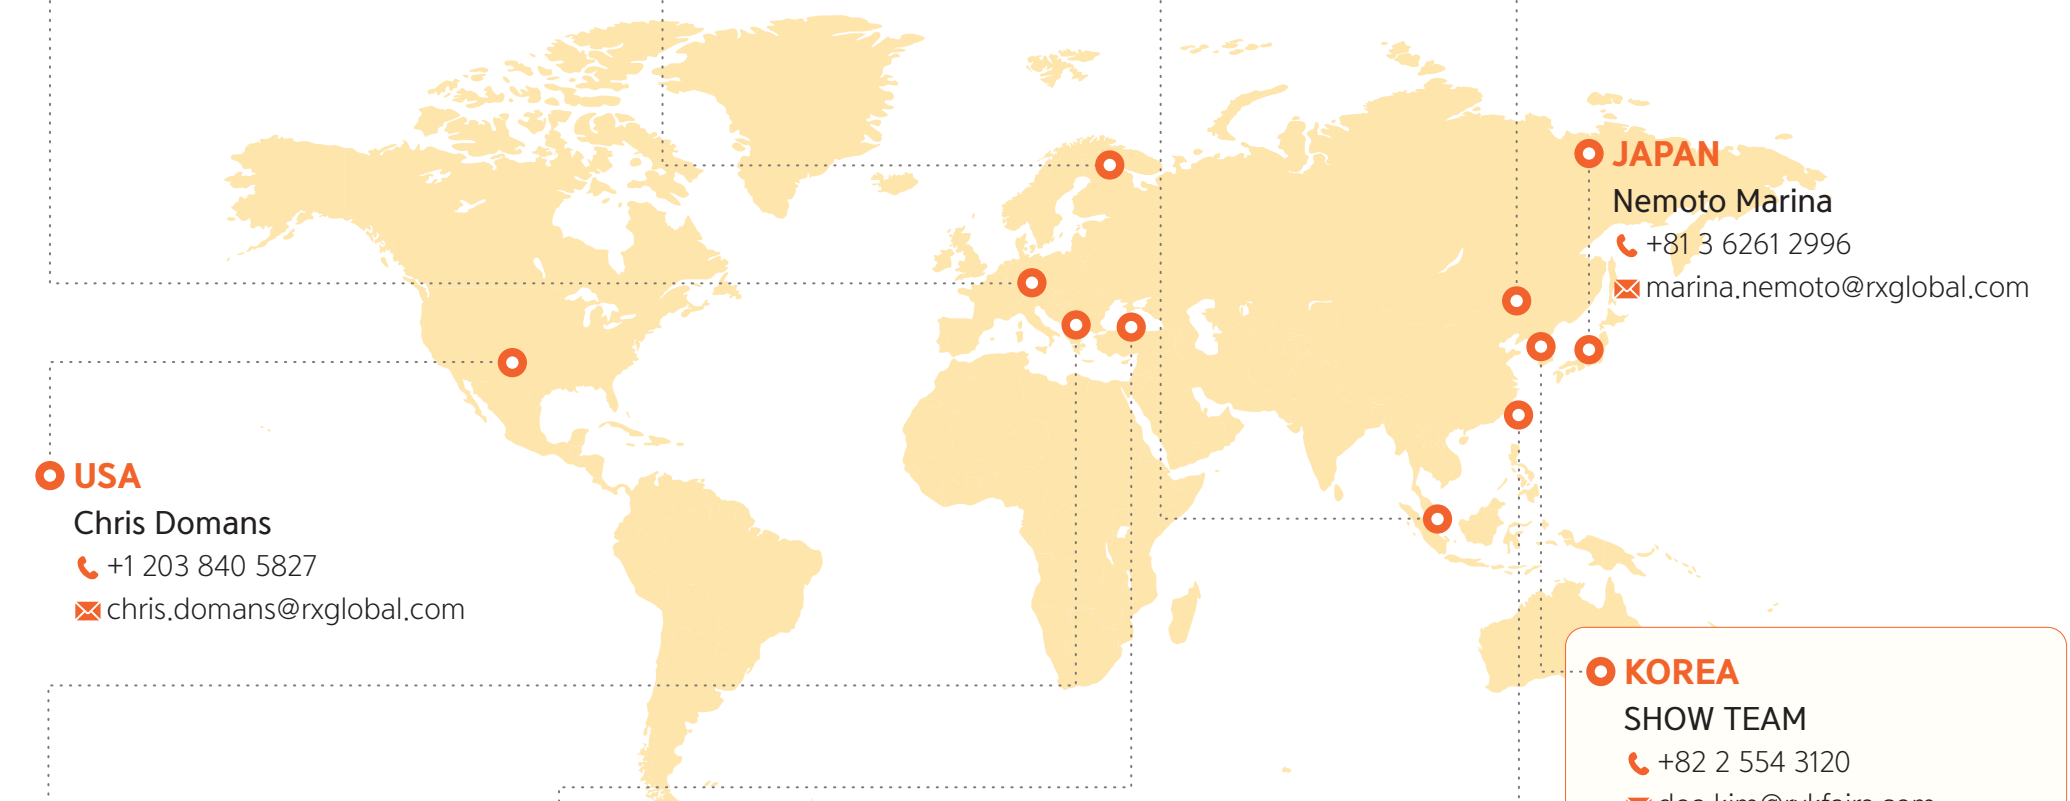 JAPAN
Nemoto Marina
+81 3 6261 2996
marina.nemoto@rxglobal.com
USA
Chris Domans
+1 203 840 5827
chris.domans@rxglobal.com
KOREA
SHOW TEAM
+82 2 554 3120